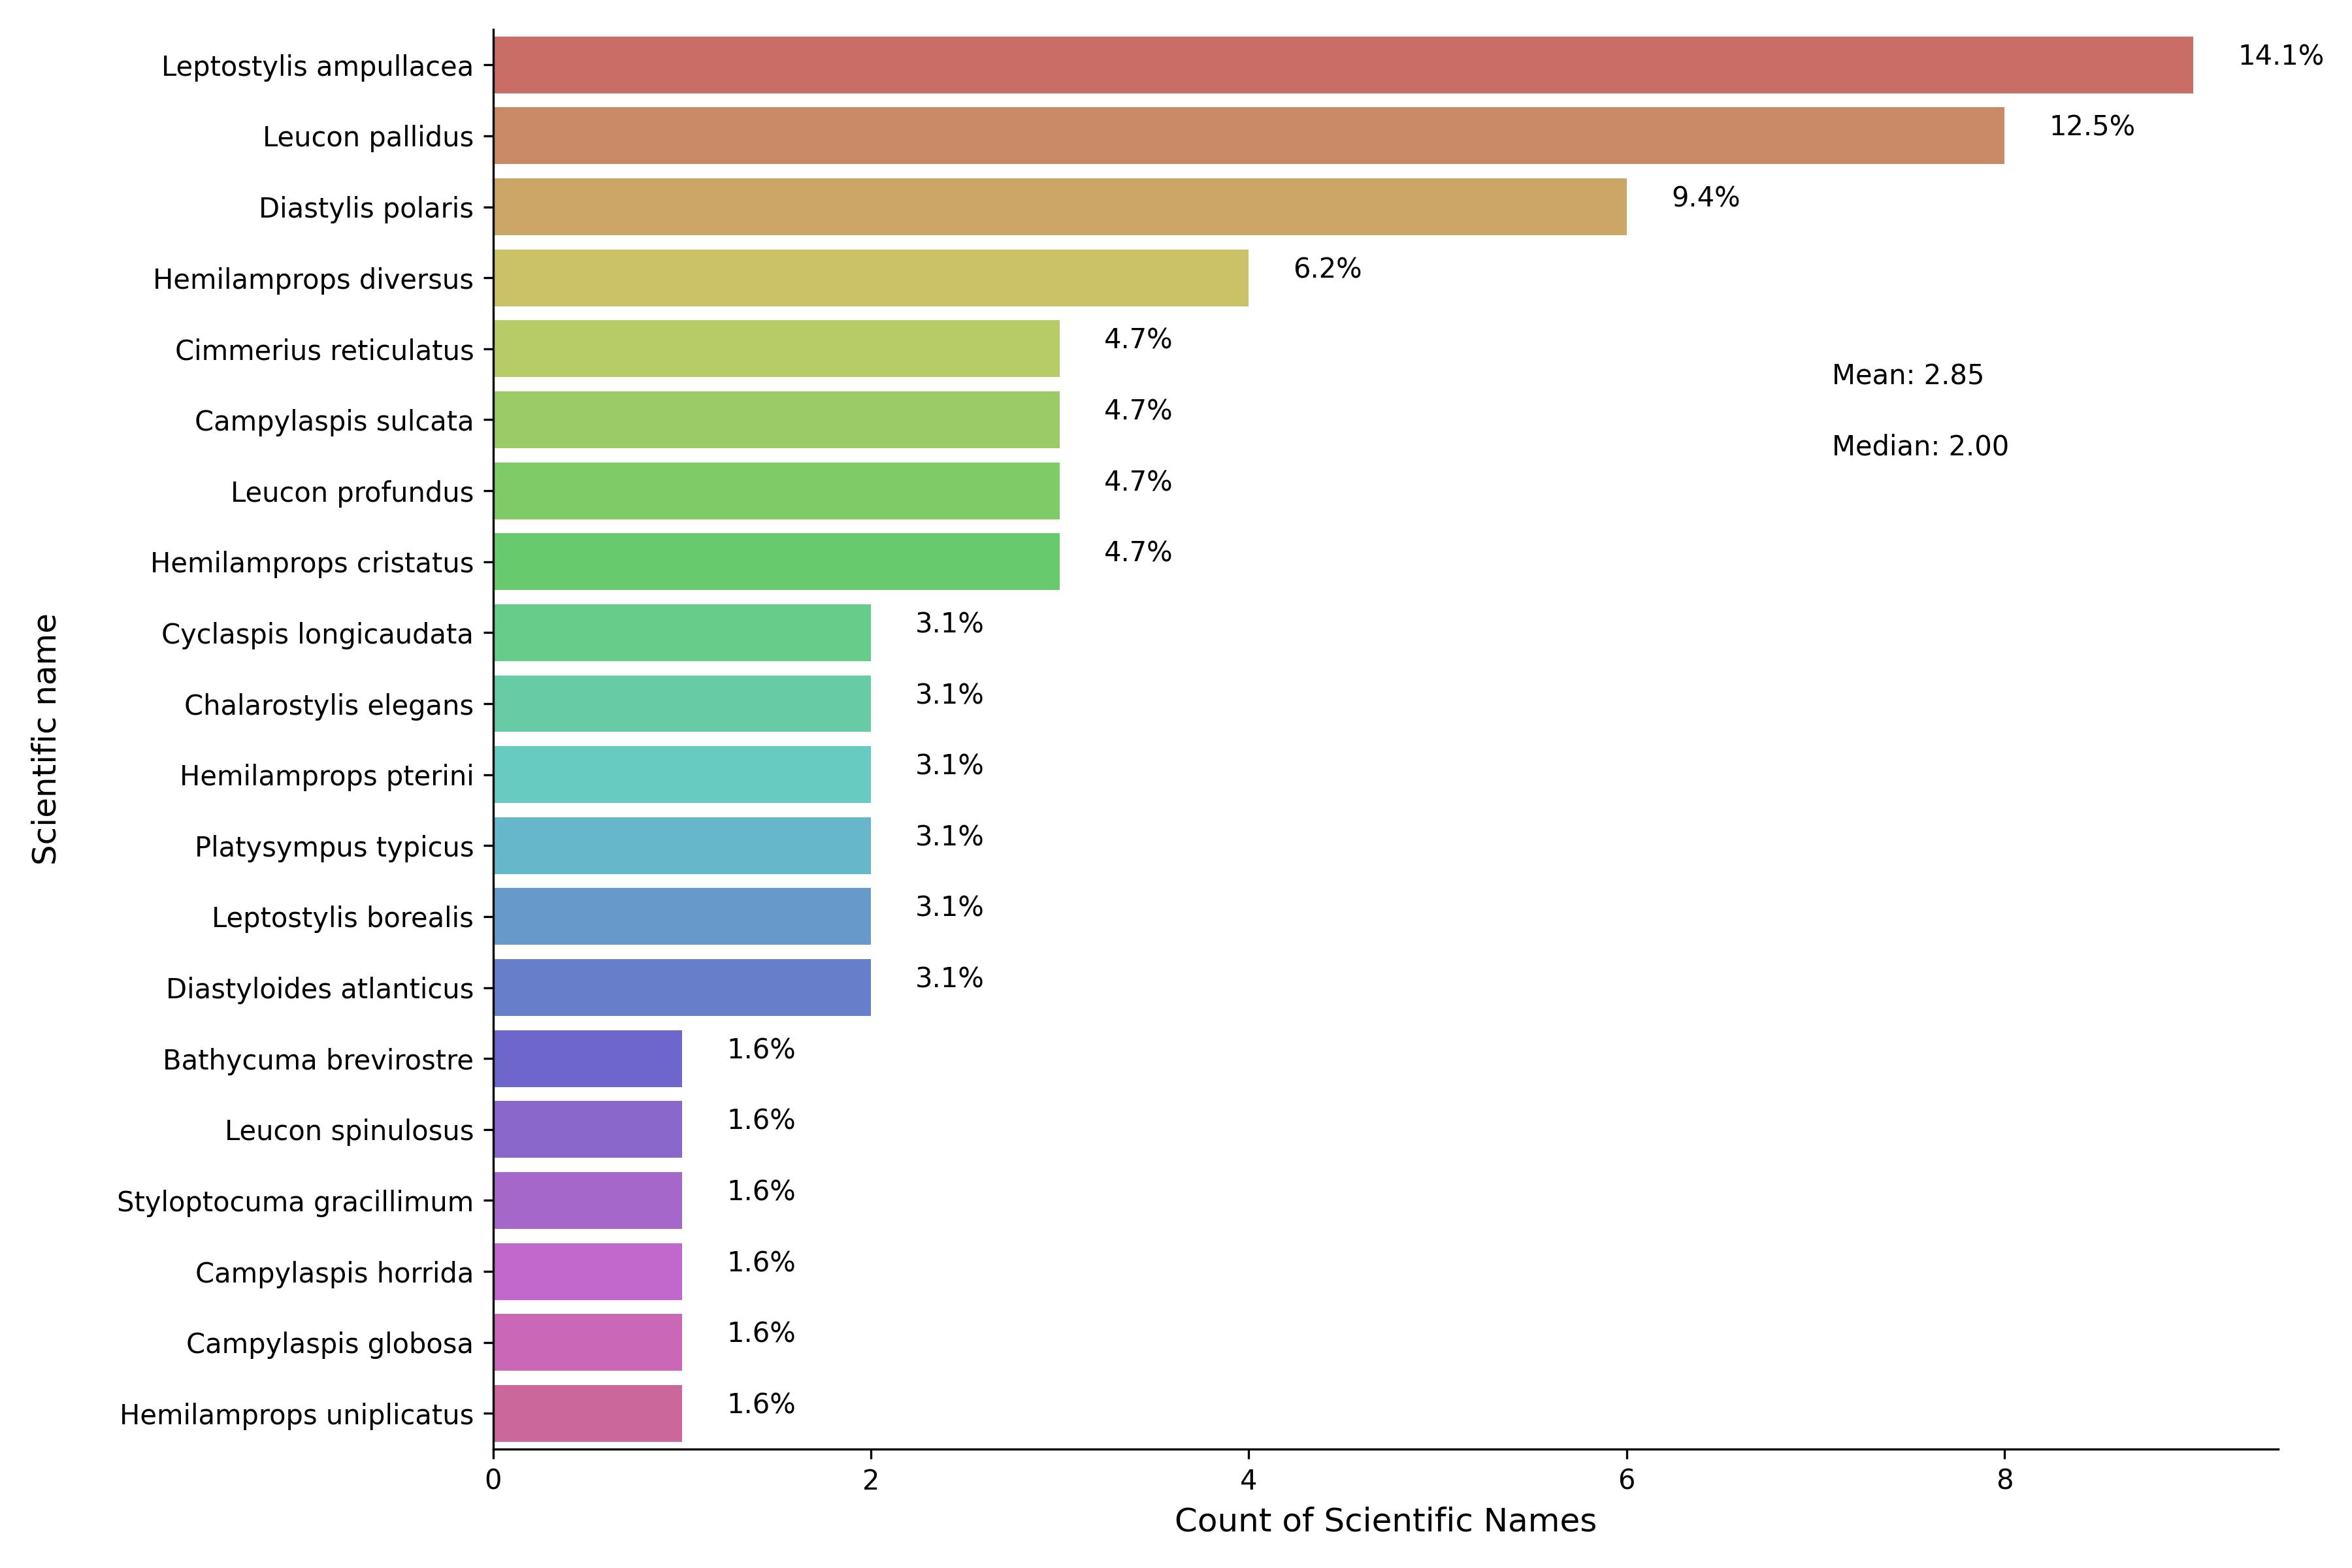 Leptostylis ampullacea 14.1%
Leucon pallidus 12.5%
Diastylis polaris 9.4%
Hemilamprops diversus 6.2%
Cimmerius reticulatus 4.7%
Mean: 2.85
Campylaspis sulcata 4.7%
Median: 2.00
Leucon profundus 4.7%
Hemilamprops cristatus 4.7%
Cyclaspis longicaudata 3.1%
Chalarostylis elegans 3.1%
Hemilamprops pterini 3.1%
Platysympus typicus 3.1%
Leptostylis borealis 3.1%
Diastyloides atlanticus 3.1%
Bathycuma brevirostre 1.6%
Leucon spinulosus 1.6%
Styloptocuma gracillimum 1.6%
Campylaspis horrida 1.6%
Campylaspis globosa 1.6%
Hemilamprops uniplicatus 1.6%
Scientific name
0 2 4 6 8
Count of Scientific Names